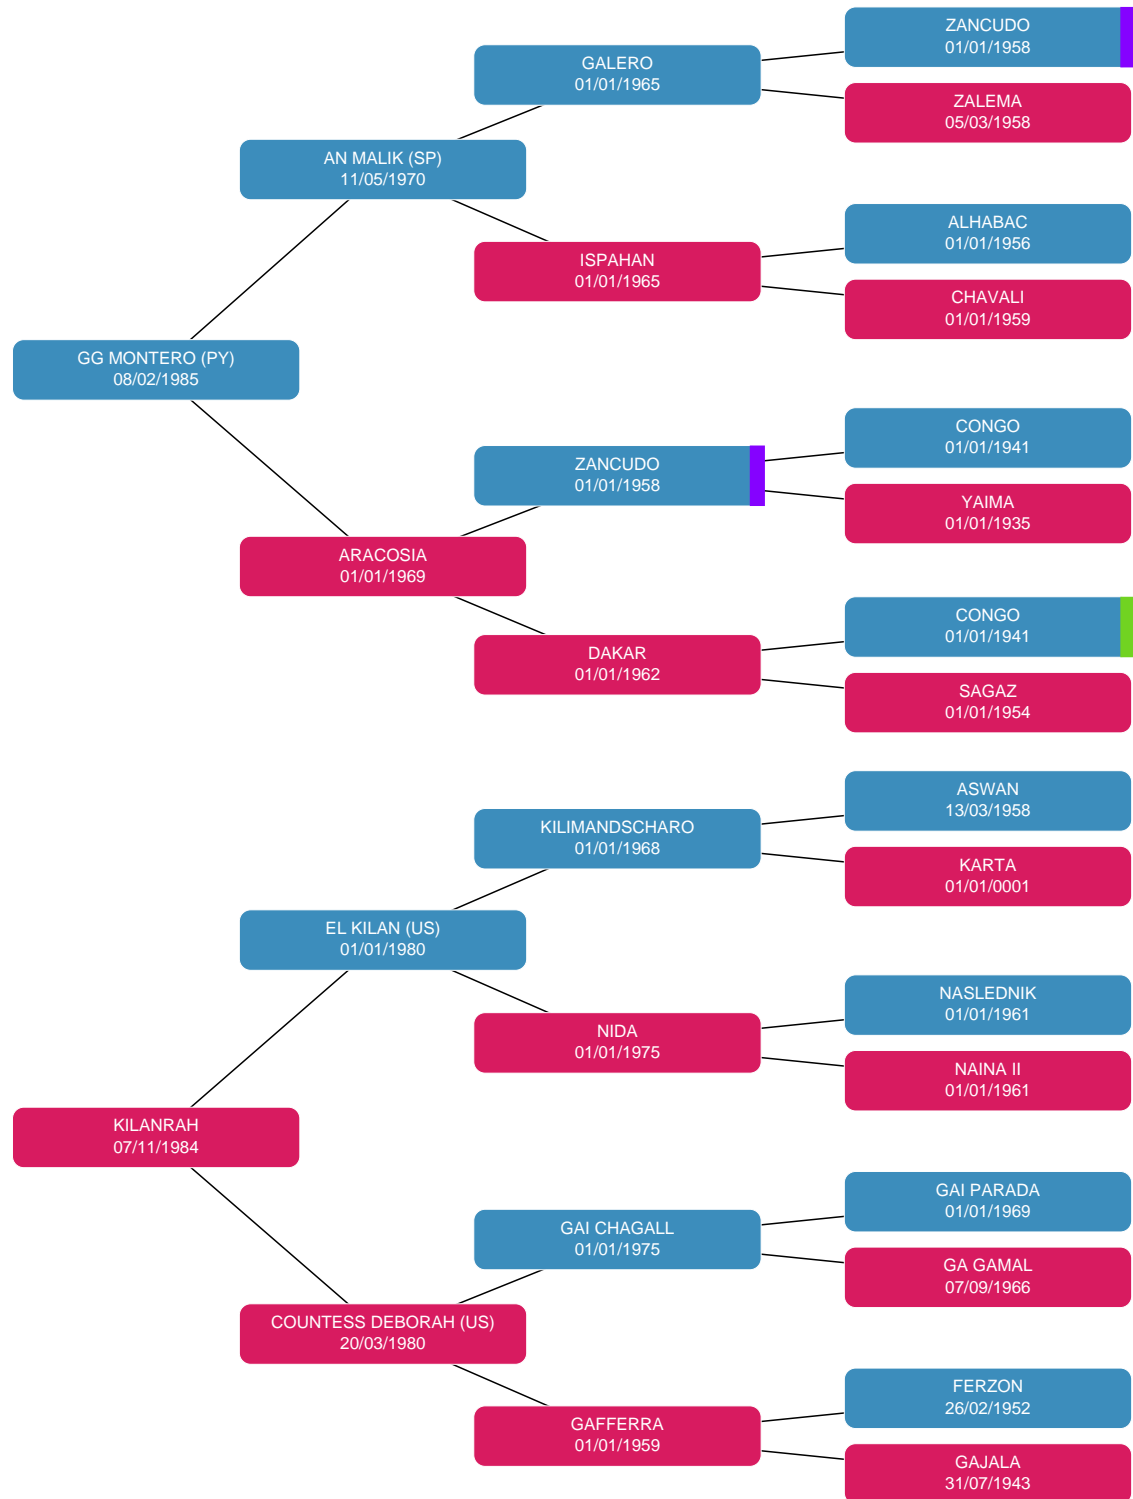 ZANCUDO
01/01/1958
GALERO
01/01/1965
ZALEMA
05/03/1958
AN MALIK (SP)
11/05/1970
ALHABAC
01/01/1956
ISPAHAN
01/01/1965
CHAVALI
01/01/1959
GG MONTERO (PY)
08/02/1985
CONGO
01/01/1941
ZANCUDO
01/01/1958
YAIMA
01/01/1935
ARACOSIA
01/01/1969
CONGO
01/01/1941
DAKAR
01/01/1962
SAGAZ
01/01/1954
ASWAN
13/03/1958
KILIMANDSCHARO
01/01/1968
KARTA
01/01/0001
EL KILAN (US)
01/01/1980
NASLEDNIK
01/01/1961
NIDA
01/01/1975
NAINA II
01/01/1961
KILANRAH
07/11/1984
GAI PARADA
01/01/1969
GAI CHAGALL
01/01/1975
GA GAMAL
07/09/1966
COUNTESS DEBORAH (US)
20/03/1980
FERZON
26/02/1952
GAFFERRA
01/01/1959
GAJALA
31/07/1943